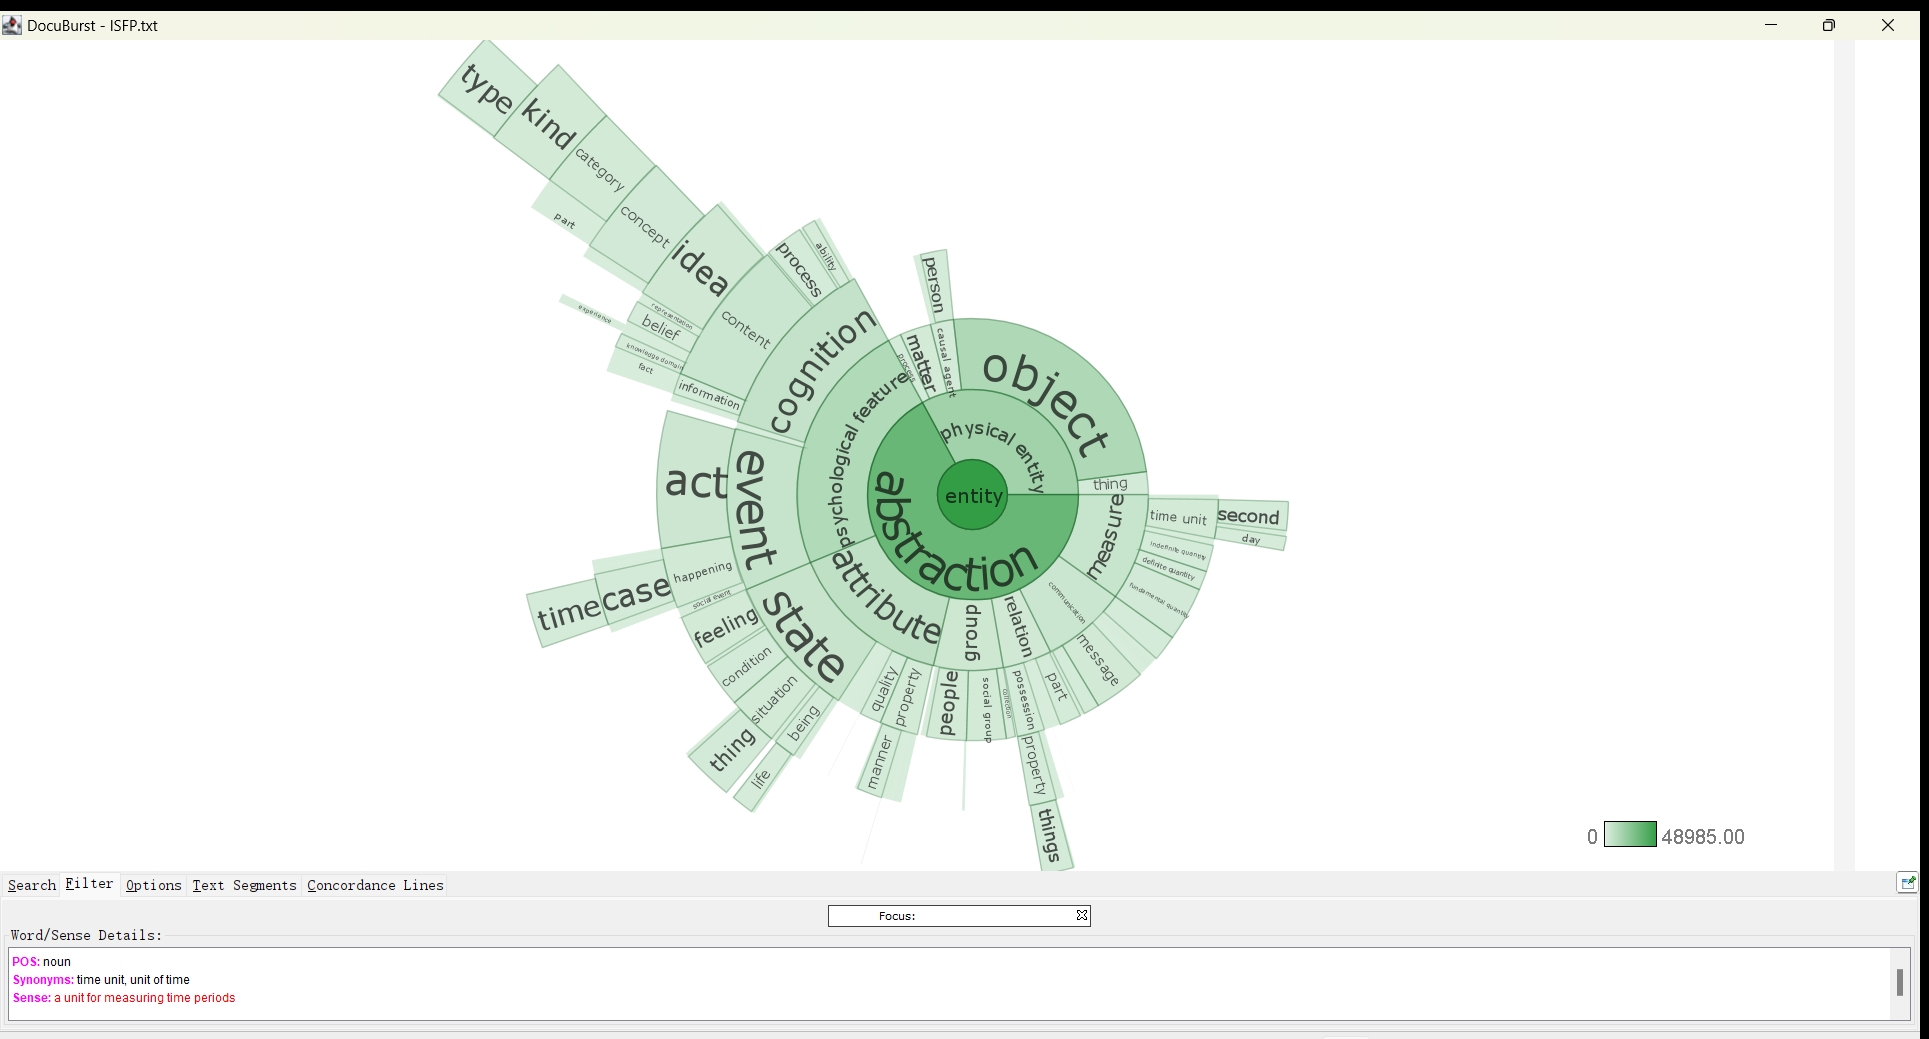 DocuBurst - ISFP.txt
type
kind
category
part
concept
idea
process
ability
content
representation
belief
experience
knowledge domain
fact
information
cognition
person
causal agent
matter
process
object
psychological feature
physical entity
thing
entity
abstraction
act
event
measure
time unit
second
day
indefinite quantity
definite quantity
fundamental quantity
happening
case
time
social event
feeling
state
attribute
condition
situation
being
thing
life
quality
property
manner
group
people
social group
collection
relation
possession
property
things
part
communication
message
0 48985.00
Search Filter Options Text Segments Concordance Lines
Focus:
Word/Sense Details:
POS: noun
Synonyms: time unit, unit of time
Sense: a unit for measuring time periods